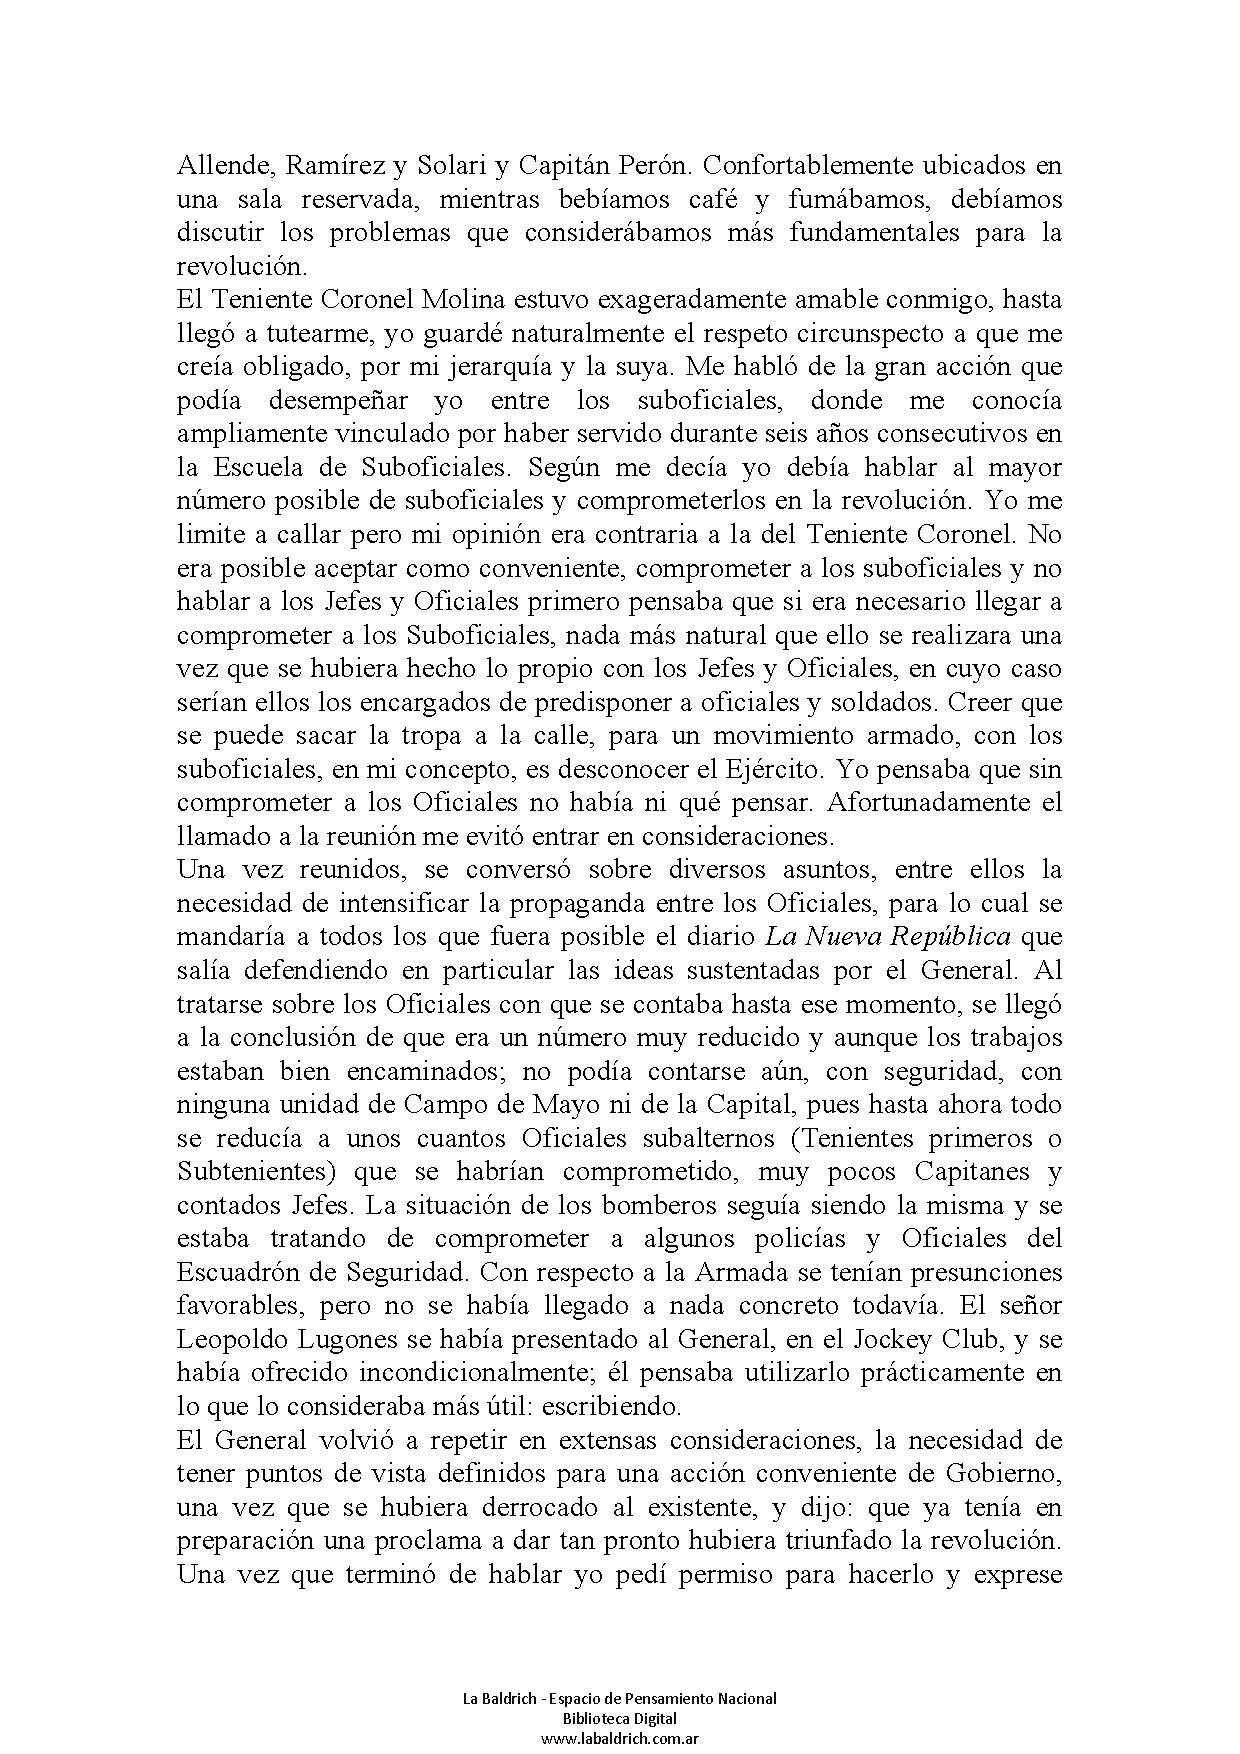 Allende, Ramírez y Solari y Capitán Perón. Confortablemente ubicados en
una sala reservada, mientras bebíamos café y fumábamos, debíamos
discutir los problemas que considerábamos más fundamentales para la
revolución.
El Teniente Coronel Molina estuvo exageradamente amable conmigo, hasta
llegó a tutearme, yo guardé naturalmente el respeto circunspecto a que me
creía obligado, por mi jerarquía y la suya. Me habló de la gran acción que
podía desempeñar yo entre los suboficiales, donde me conocía
ampliamente vinculado por haber servido durante seis años consecutivos en
la Escuela de Suboficiales. Según me decía yo debía hablar al mayor
número posible de suboficiales y comprometerlos en la revolución. Yo me
limite a callar pero mi opinión era contraria a la del Teniente Coronel. No
era posible aceptar como conveniente, comprometer a los suboficiales y no
hablar a los Jefes y Oficiales primero pensaba que si era necesario llegar a
comprometer a los Suboficiales, nada más natural que ello se realizara una
vez que se hubiera hecho lo propio con los Jefes y Oficiales, en cuyo caso
serían ellos los encargados de predisponer a oficiales y soldados. Creer que
se puede sacar la tropa a la calle, para un movimiento armado, con los
suboficiales, en mi concepto, es desconocer el Ejército. Yo pensaba que sin
comprometer a los Oficiales no había ni qué pensar. Afortunadamente el
llamado a la reunión me evitó entrar en consideraciones.
Una vez reunidos, se conversó sobre diversos asuntos, entre ellos la
necesidad de intensificar la propaganda entre los Oficiales, para lo cual se
mandaría a todos los que fuera posible el diario La Nueva República que
salía defendiendo en particular las ideas sustentadas por el General. Al
tratarse sobre los Oficiales con que se contaba hasta ese momento, se llegó
a la conclusión de que era un número muy reducido y aunque los trabajos
estaban bien encaminados; no podía contarse aún, con seguridad, con
ninguna unidad de Campo de Mayo ni de la Capital, pues hasta ahora todo
se reducía a unos cuantos Oficiales subalternos (Tenientes primeros o
Subtenientes) que se habrían comprometido, muy pocos Capitanes y
contados Jefes. La situación de los bomberos seguía siendo la misma y se
estaba tratando de comprometer a algunos policías y Oficiales del
Escuadrón de Seguridad. Con respecto a la Armada se tenían presunciones
favorables, pero no se había llegado a nada concreto todavía. El señor
Leopoldo Lugones se había presentado al General, en el Jockey Club, y se
había ofrecido incondicionalmente; él pensaba utilizarlo prácticamente en
lo que lo consideraba más útil: escribiendo.
El General volvió a repetir en extensas consideraciones, la necesidad de
tener puntos de vista definidos para una acción conveniente de Gobierno,
una vez que se hubiera derrocado al existente, y dijo: que ya tenía en
preparación una proclama a dar tan pronto hubiera triunfado la revolución.
Una vez que terminó de hablar yo pedí permiso para hacerlo y exprese
La Baldrich - Espacio de Pensamiento Nacional
Biblioteca Digital
www.labaldrich.com.ar